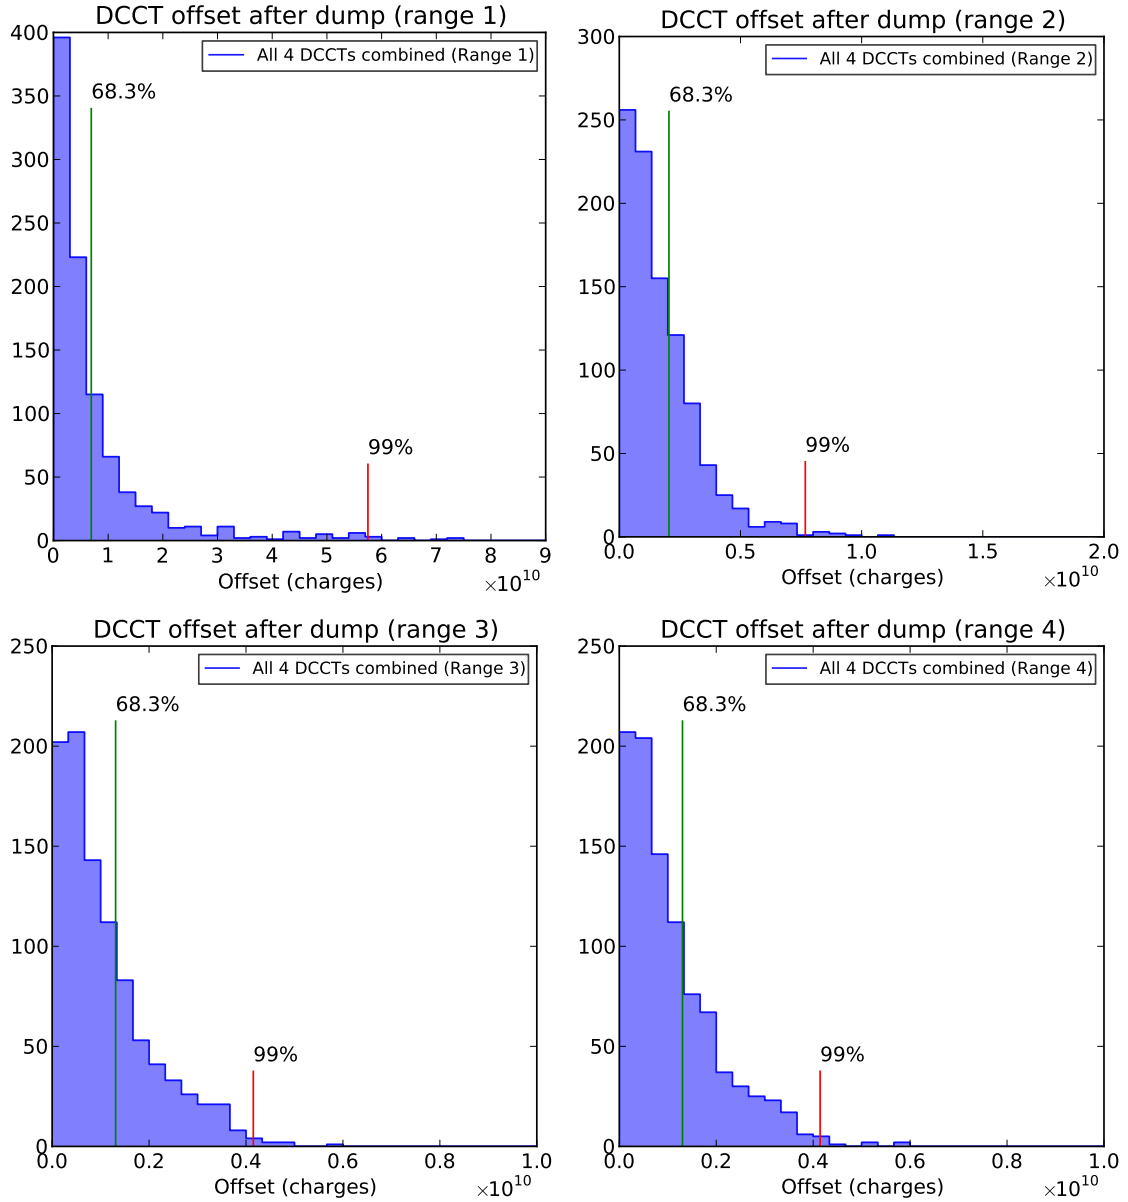 DCCT offset after dump (range 1)
All 4 DCCTs combined (Range 1)
68.3%
99%
400
350
300
250
200
150
100
50
0
0 1 2 3 4 5 6 7 8 9
Offset (charges)
×10^10
DCCT offset after dump (range 2)
All 4 DCCTs combined (Range 2)
68.3%
99%
300
250
200
150
100
50
0
0.0 0.5 1.0 1.5 2.0
Offset (charges)
×10^10
DCCT offset after dump (range 3)
All 4 DCCTs combined (Range 3)
68.3%
99%
250
200
150
100
50
0
0.0 0.2 0.4 0.6 0.8 1.0
Offset (charges)
×10^10
DCCT offset after dump (range 4)
All 4 DCCTs combined (Range 4)
68.3%
99%
250
200
150
100
50
0
0.0 0.2 0.4 0.6 0.8 1.0
Offset (charges)
×10^10